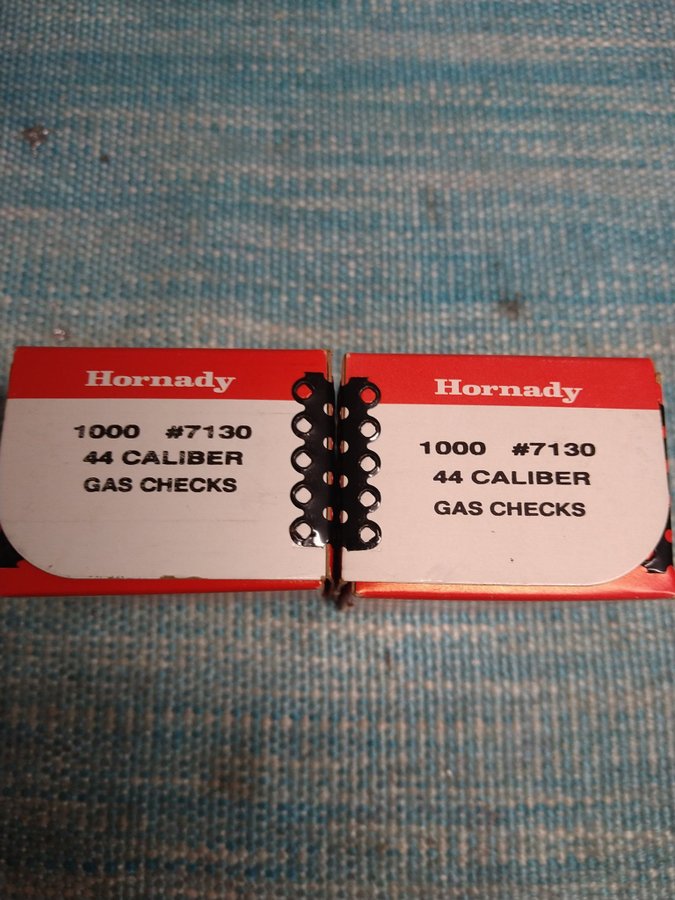 Hornady
1000 #7130
44 CALIBER
GAS CHECKS
Hornady
1000 #7130
44 CALIBER
GAS CHECKS